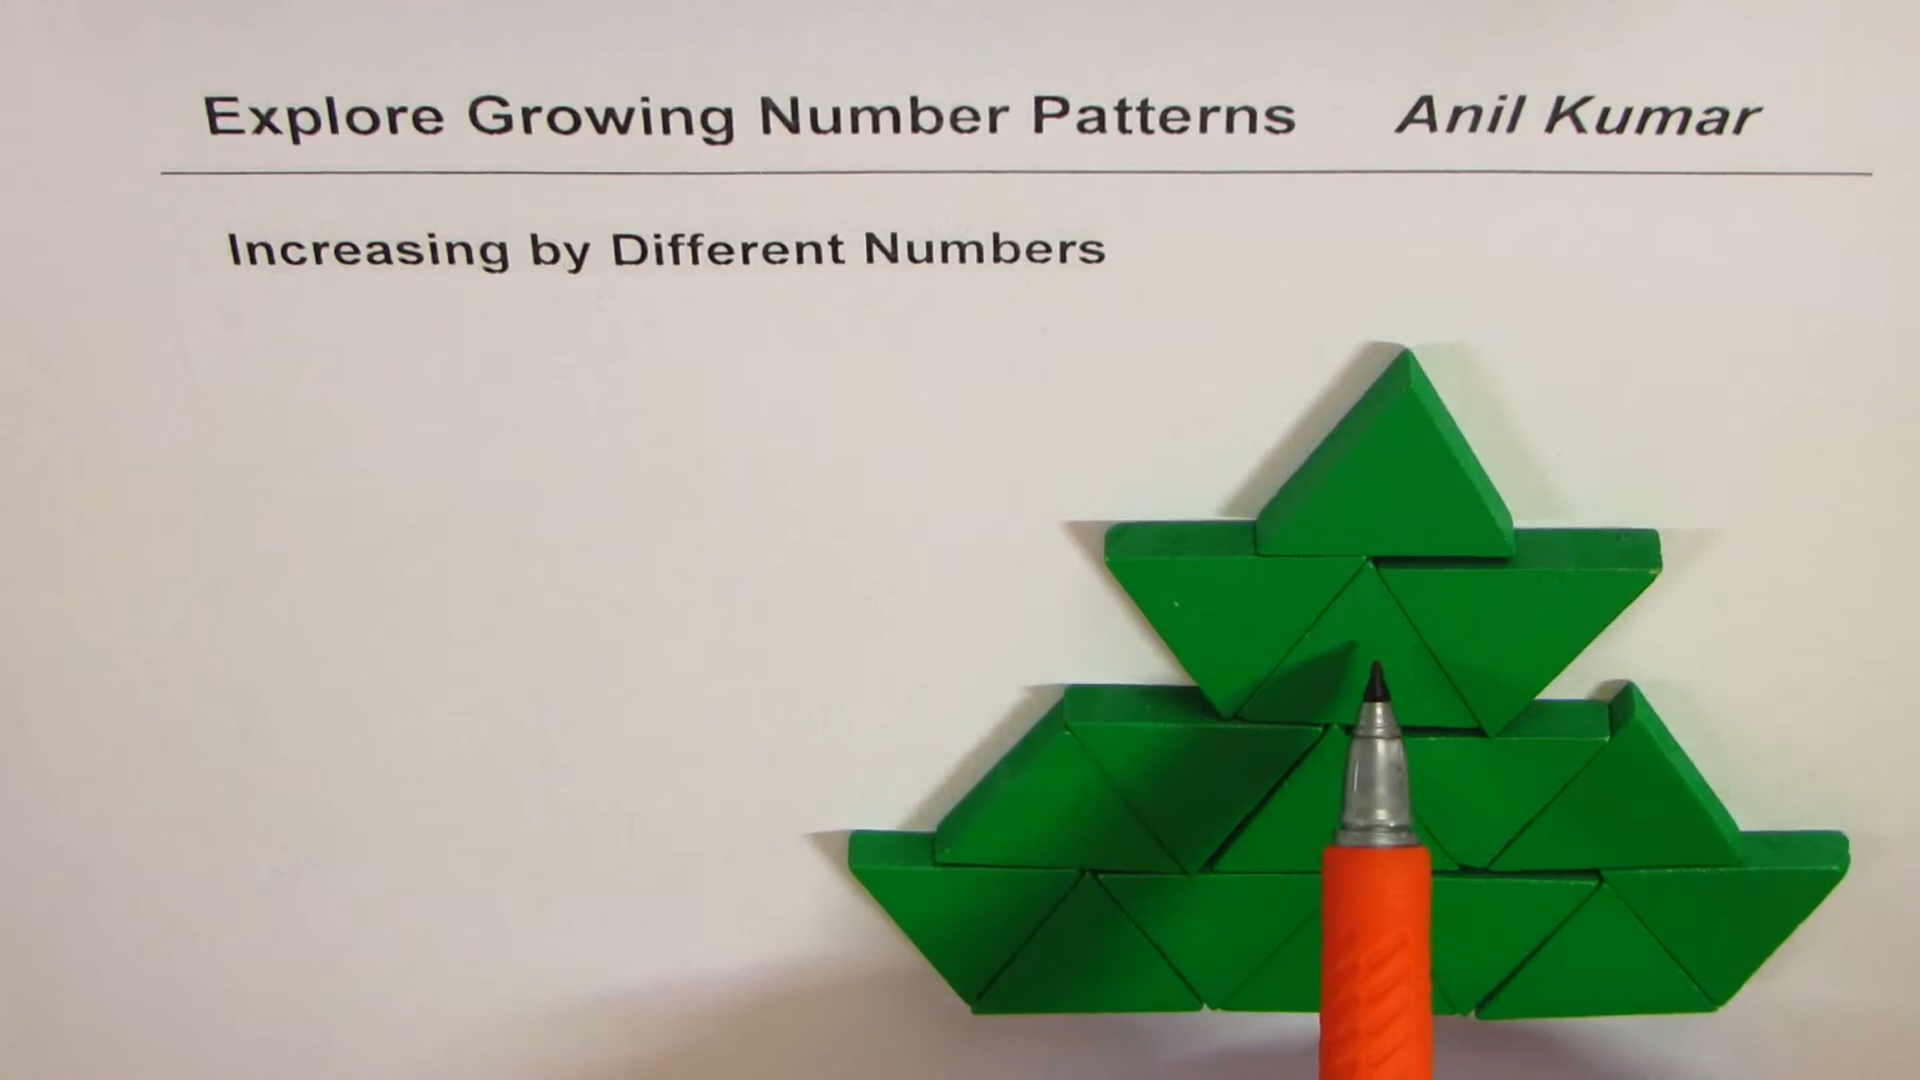 Explore Growing Number Patterns Anil Kumar
Increasing by Different Numbers